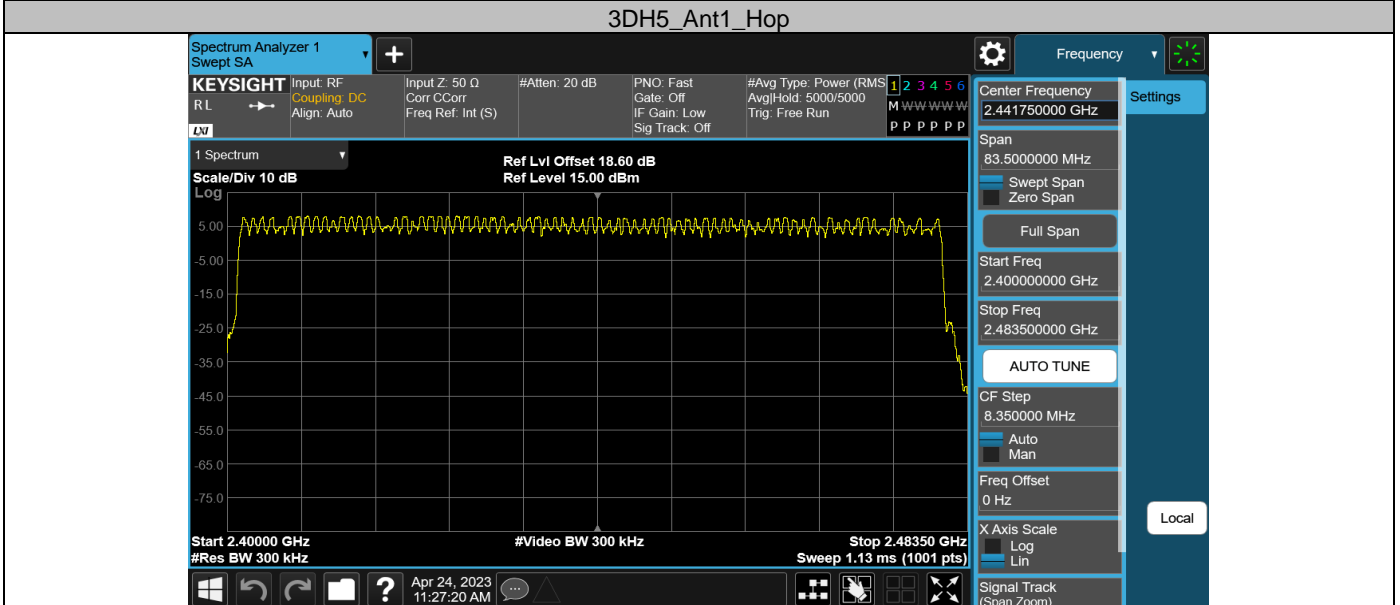 3DH5_Ant1_Hop
Spectrum Analyzer 1
Swept SA
+
Frequency
KEYSIGHT
R L
LXI
Input: RF
Coupling: DC
Align: Auto
Input Z: 50 Ω
Corr CCorr
Freq Ref: Int (S)
#Atten: 20 dB
PNO: Fast
Gate: Off
IF Gain: Low
Sig Track: Off
#Avg Type: Power (RMS
Avg|Hold: 5000/5000
Trig: Free Run
1 2 3 4 5 6
M W W W W W
P P P P P P
1 Spectrum
Scale/Div 10 dB
Log
Ref Lvl Offset 18.60 dB
Ref Level 15.00 dBm
5.00
-5.00
-15.0
-25.0
-35.0
-45.0
-55.0
-65.0
-75.0
Start 2.40000 GHz
#Res BW 300 kHz
#Video BW 300 kHz
Stop 2.48350 GHz
Sweep 1.13 ms (1001 pts)
?
Apr 24, 2023
11:27:20 AM
Center Frequency
2.441750000 GHz
Span
83.5000000 MHz
Swept Span
Zero Span
Full Span
Start Freq
2.400000000 GHz
Stop Freq
2.483500000 GHz
AUTO TUNE
CF Step
8.350000 MHz
Auto
Man
Freq Offset
0 Hz
X Axis Scale
Log
Lin
Signal Track
(Span Zoom)
Settings
Local